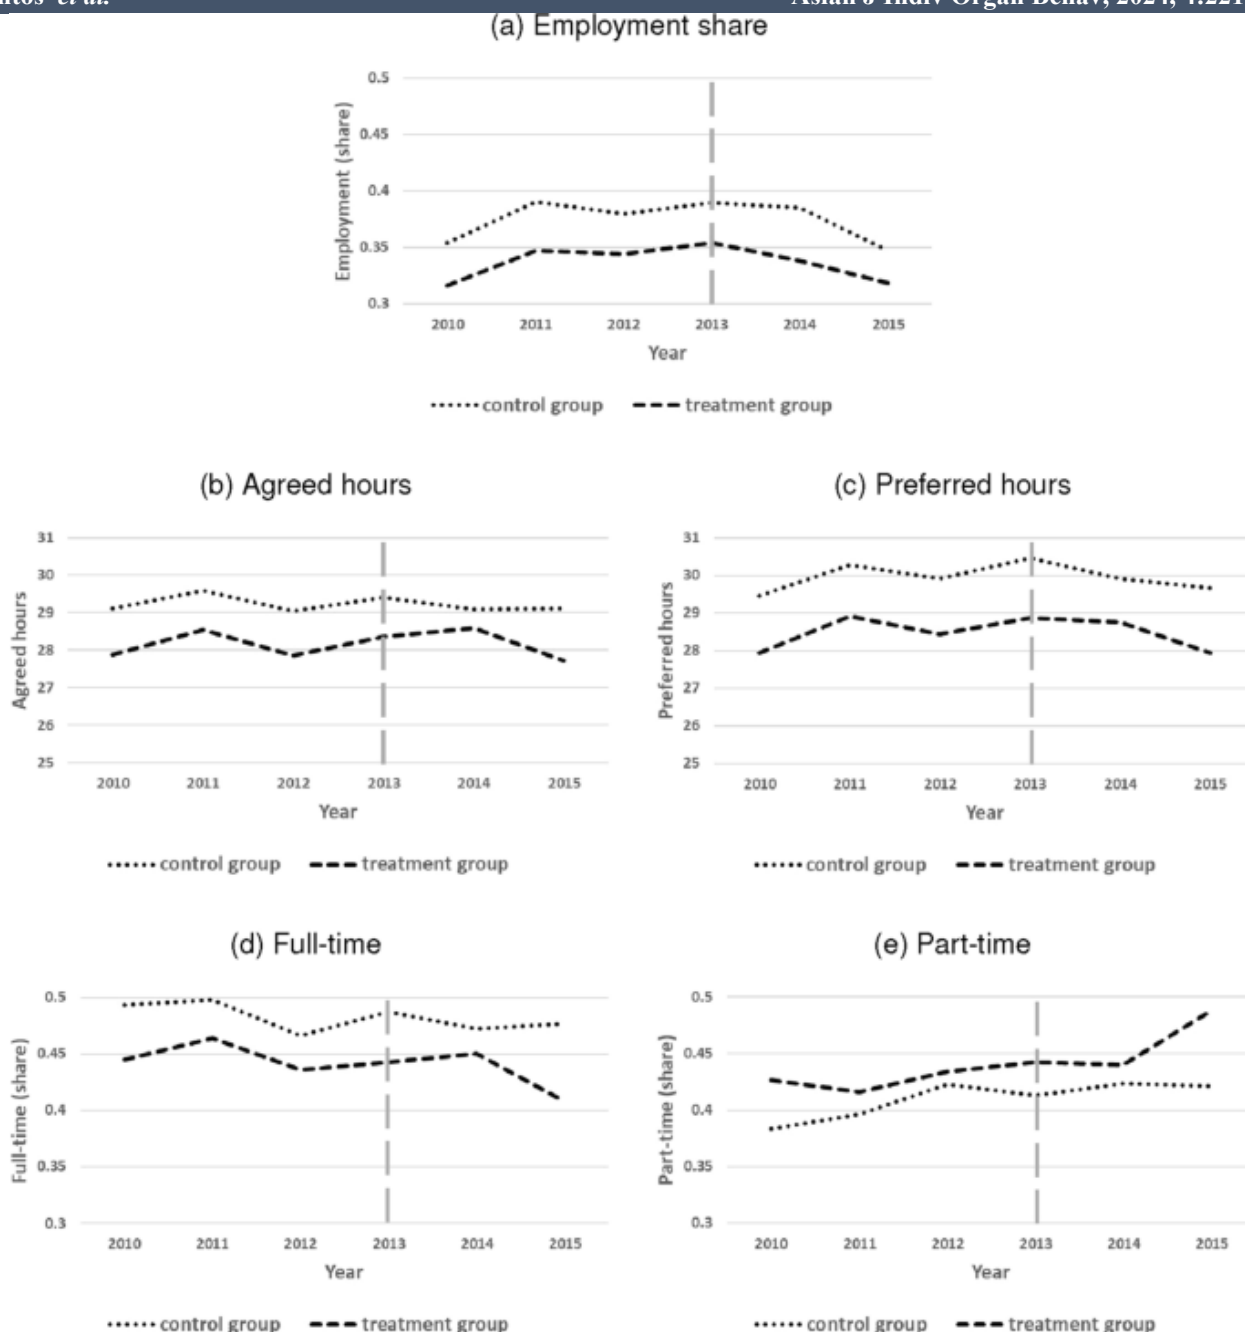 et al.
(a) Employment share
0.5
0.45
0.4
0.35
0.3
Employment (share)
2010 2011 2012 2013 2014 2015
Year
control group treatment group
(b) Agreed hours
31
30
29
28
27
26
25
Agreed hours
2010 2011 2012 2013 2014 2015
Year
control group treatment group
(c) Preferred hours
31
30
29
28
27
26
25
Preferred hours
2010 2011 2012 2013 2014 2015
Year
control group treatment group
(d) Full-time
0.5
0.45
0.4
0.35
0.3
Full-time (share)
2010 2011 2012 2013 2014 2015
Year
control group treatment group
(e) Part-time
0.5
0.45
0.4
0.35
0.3
Part-time (share)
2010 2011 2012 2013 2014 2015
Year
control group treatment group